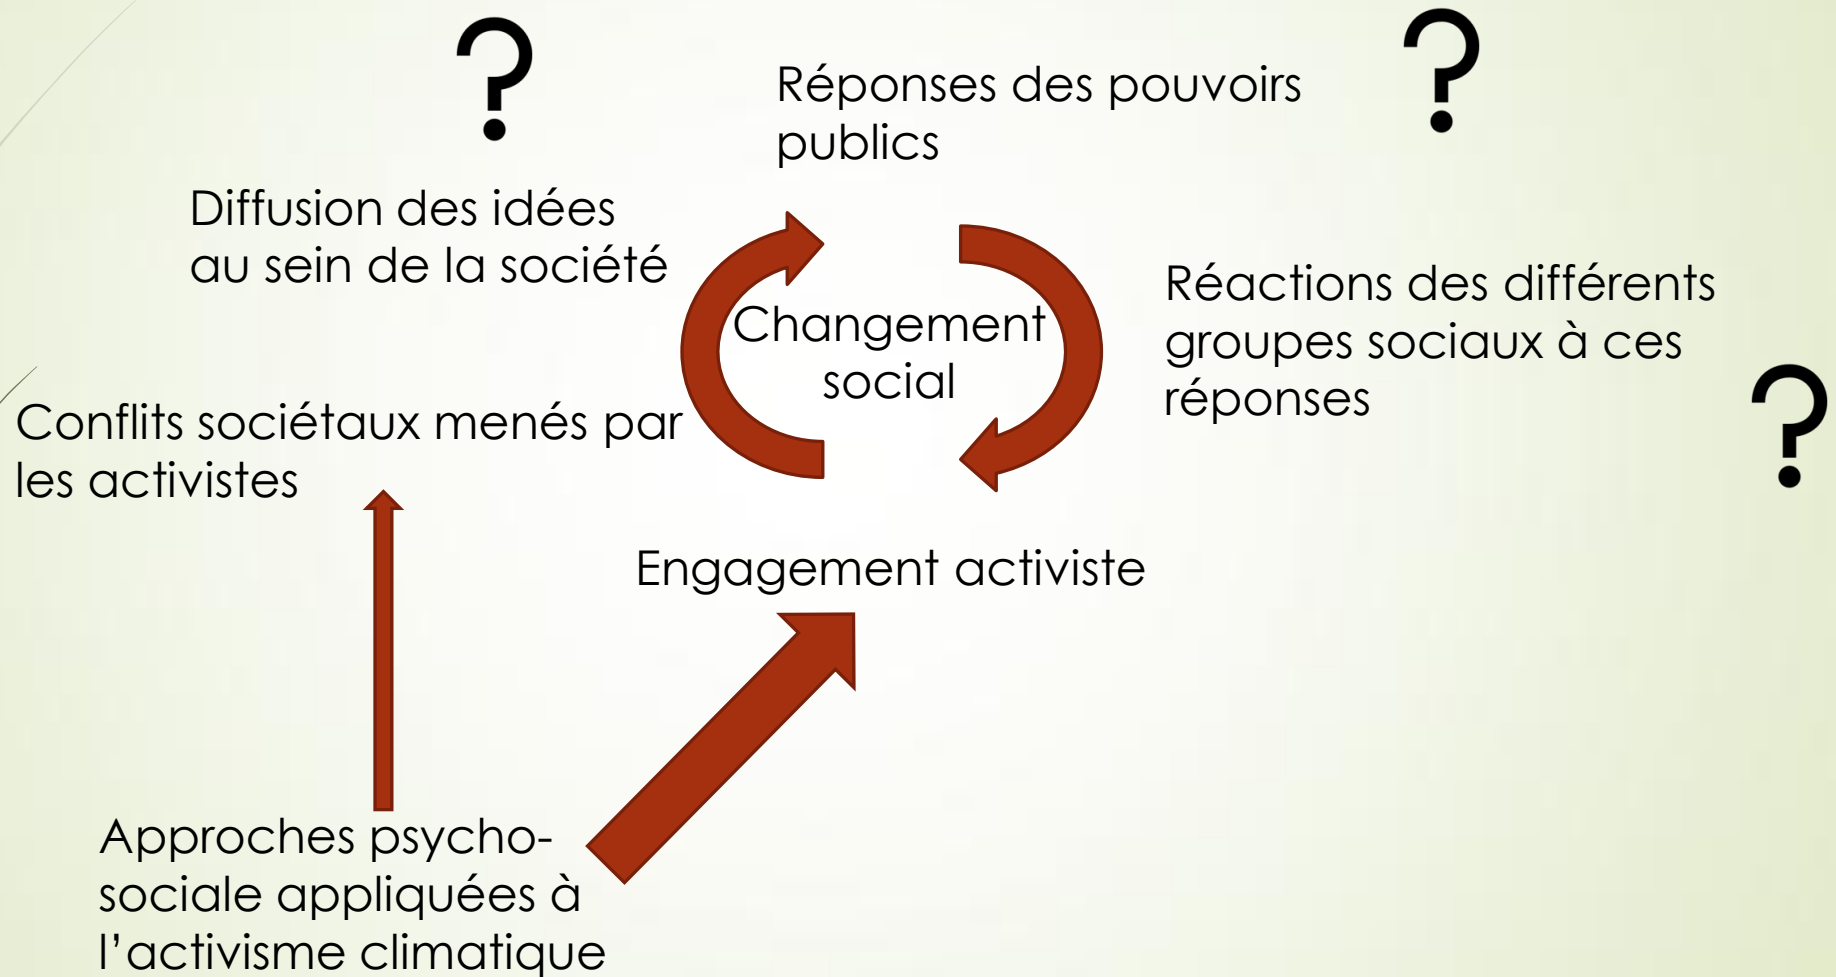 ?
Réponses des pouvoirs
publics
?
Diffusion des idées
au sein de la société
Changement
social
Réactions des différents
groupes sociaux à ces
réponses
?
Conflits sociétaux menés par
les activistes
Engagement activiste
Approches psycho-
sociale appliquées à
l’activisme climatique